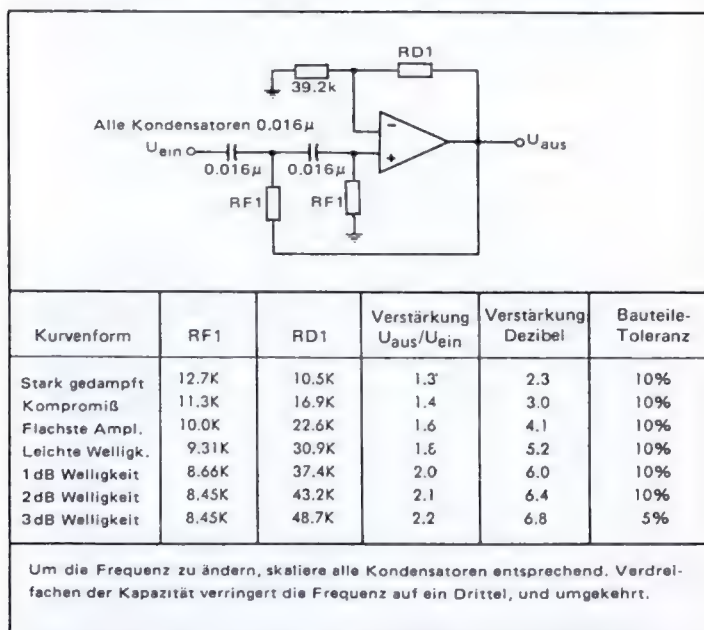 RD1
39.2k
Alle Kondensatoren 0.016µ
Uein
−
+
Uaus
0.016µ 0.016µ
RF1 RF1
Kurvenform RF1 RD1 Verstärkung Uaus/Uein Verstärkung Dezibel Bauteile-Toleranz
Stark gedampft 12.7K 10.5K 1.3 2.3 10%
Kompromiß 11.3K 16.9K 1.4 3.0 10%
Flachste Ampl. 10.0K 22.6K 1.6 4.1 10%
Leichte Welligk. 9.31K 30.9K 1.8 5.2 10%
1dB Welligkeit 8.66K 37.4K 2.0 6.0 10%
2dB Welligkeit 8.45K 43.2K 2.1 6.4 10%
3dB Welligkeit 8.45K 48.7K 2.2 6.8 5%
Um die Frequenz zu ändern, skaliere alle Kondensatoren entsprechend. Verdrei-
fachen der Kapazität verringert die Frequenz auf ein Drittel, und umgekehrt.